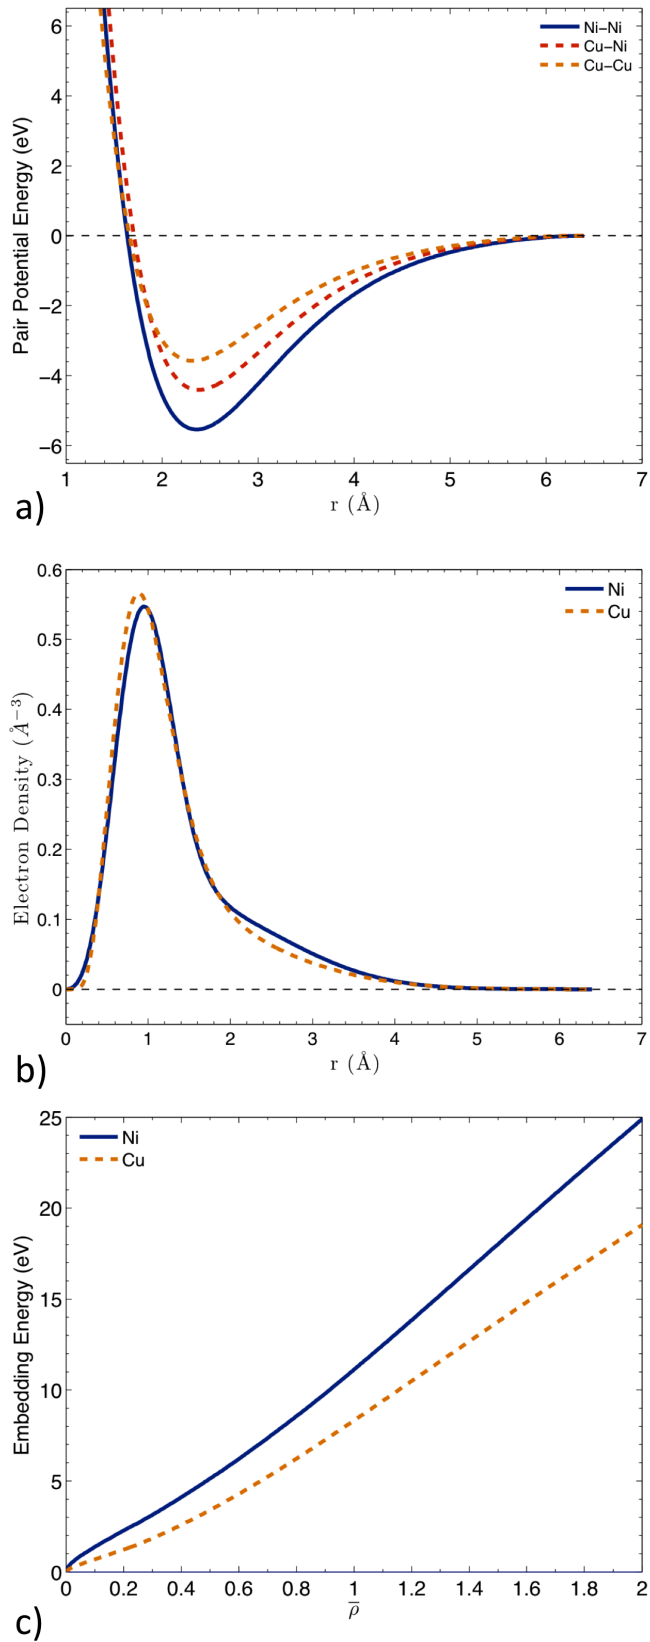 Ni–Ni
Cu–Ni
Cu–Cu
6
4
2
0
−2
−4
−6
Pair Potential Energy (eV)
1 2 3 4 5 6 7
r (Å)
a)
Ni
Cu
0.6
0.5
0.4
0.3
0.2
0.1
0
Electron Density (Å−3)
0 1 2 3 4 5 6 7
r (Å)
b)
Ni
Cu
25
20
15
10
5
0
Embedding Energy (eV)
0 0.2 0.4 0.6 0.8 1 1.2 1.4 1.6 1.8 2
ρ̄
c)